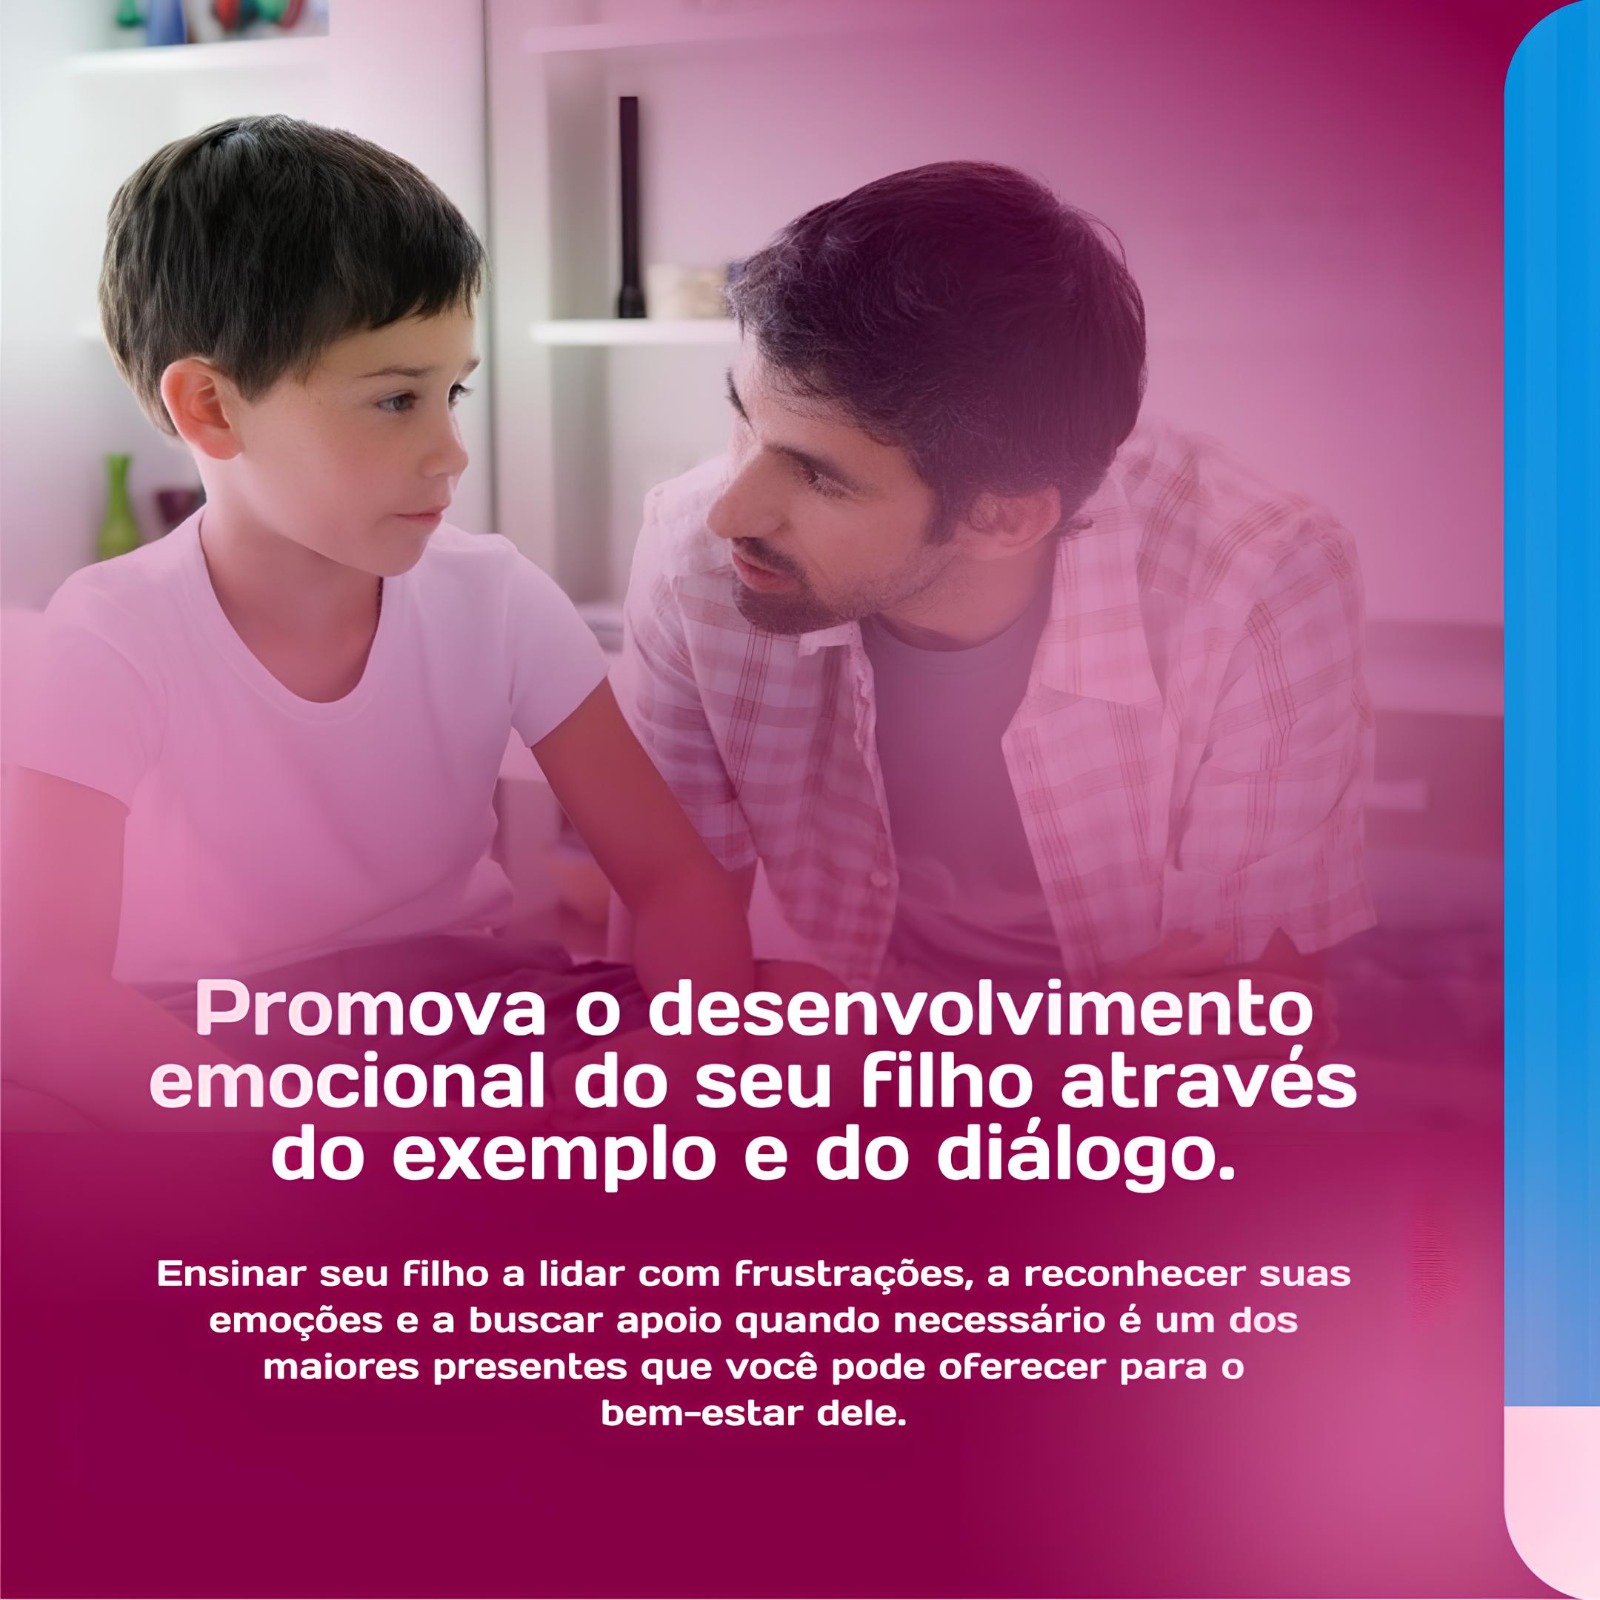 Promova o desenvolvimento
emocional do seu filho através
do exemplo e do diálogo.
Ensinar seu filho a lidar com frustrações, a reconhecer suas
emoções e a buscar apoio quando necessário é um dos
maiores presentes que você pode oferecer para o
bem-estar dele.